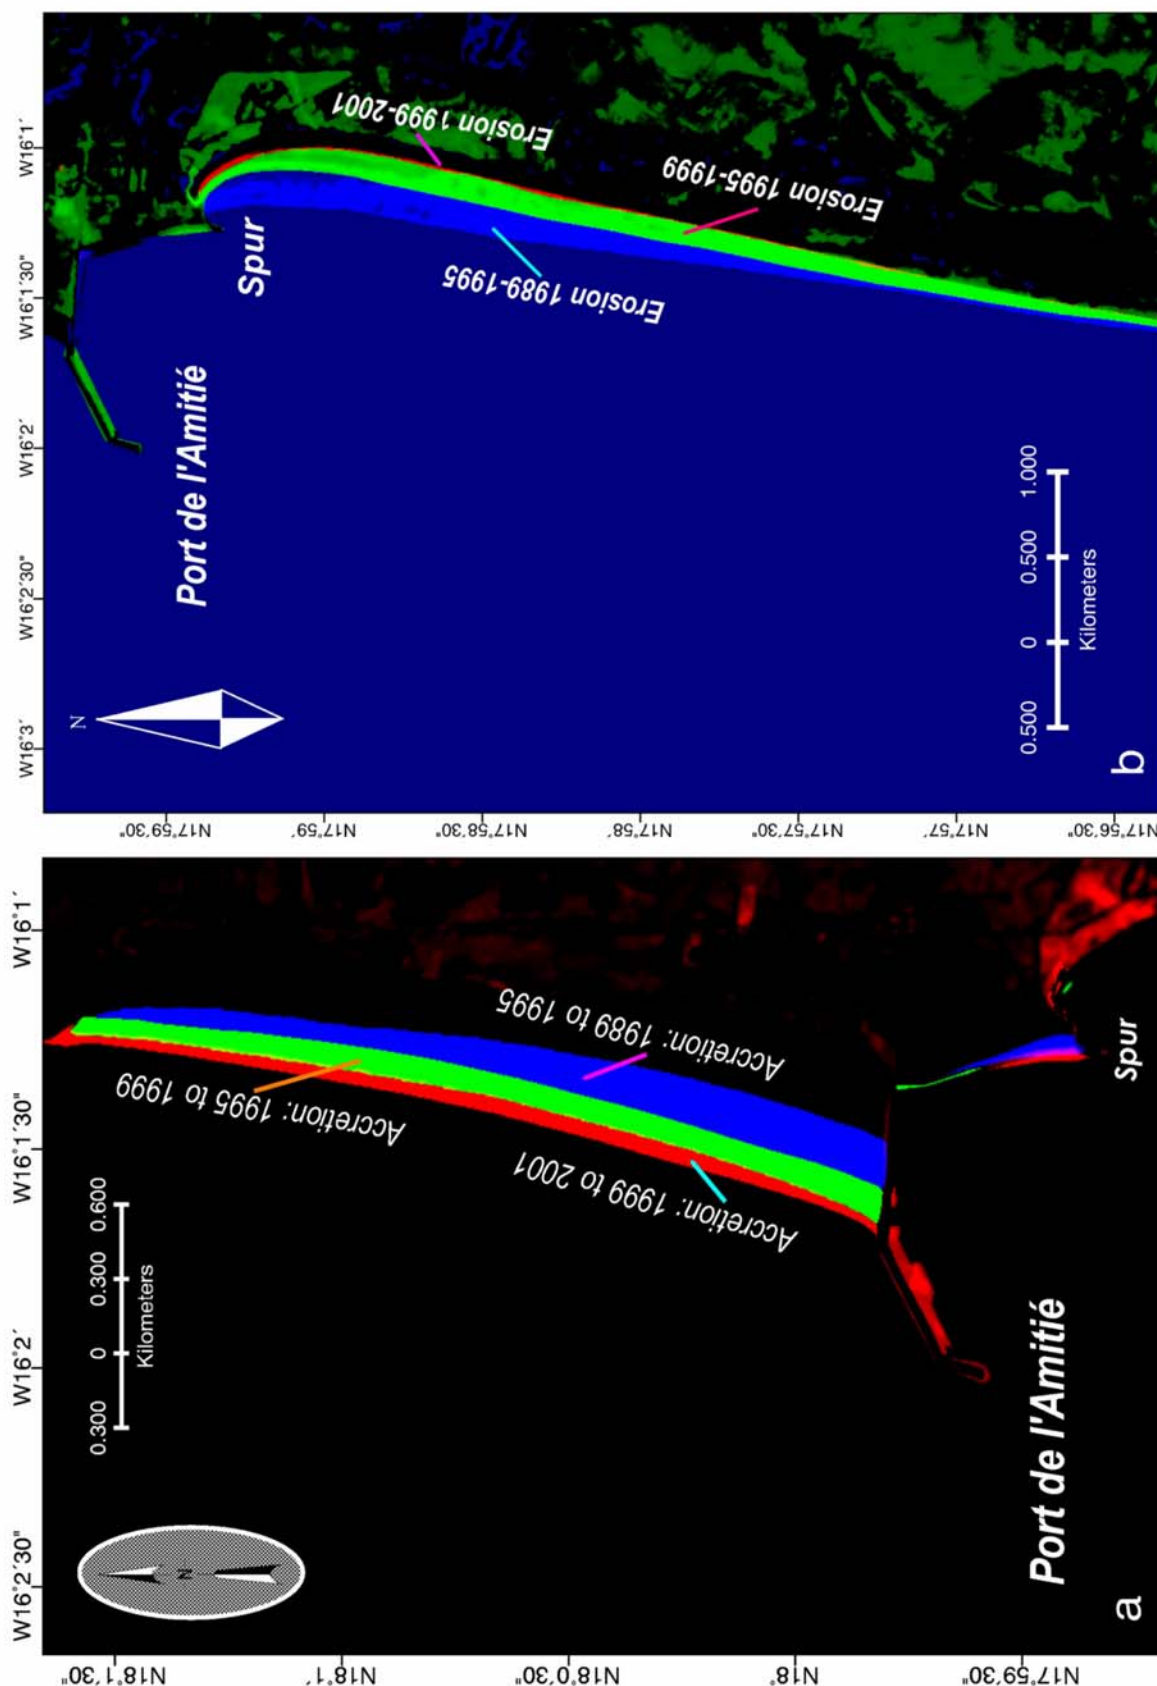 W16°2´30"
W16°2´
W16°1´30"
W16°1´
N18°1´30"
N18°1´
N18°0´30"
N18°
N17°59´30"
N
0.300 0 0.300 0.600
Kilometers
Accretion: 1995 to 1999
Accretion: 1989 to 1995
Accretion: 1999 to 2001
Port de l'Amitié
Spur
a
W16°3´
W16°2´30"
W16°2´
W16°1´30"
W16°1´
N17°59´30"
N17°59´
N17°58´30"
N17°58´
N17°57´30"
N17°57´
N17°56´30"
N
Port de l'Amitié
Spur
Erosion 1999-2001
Erosion 1989-1995
Erosion 1995-1999
0.500 0 0.500 1.000
Kilometers
b